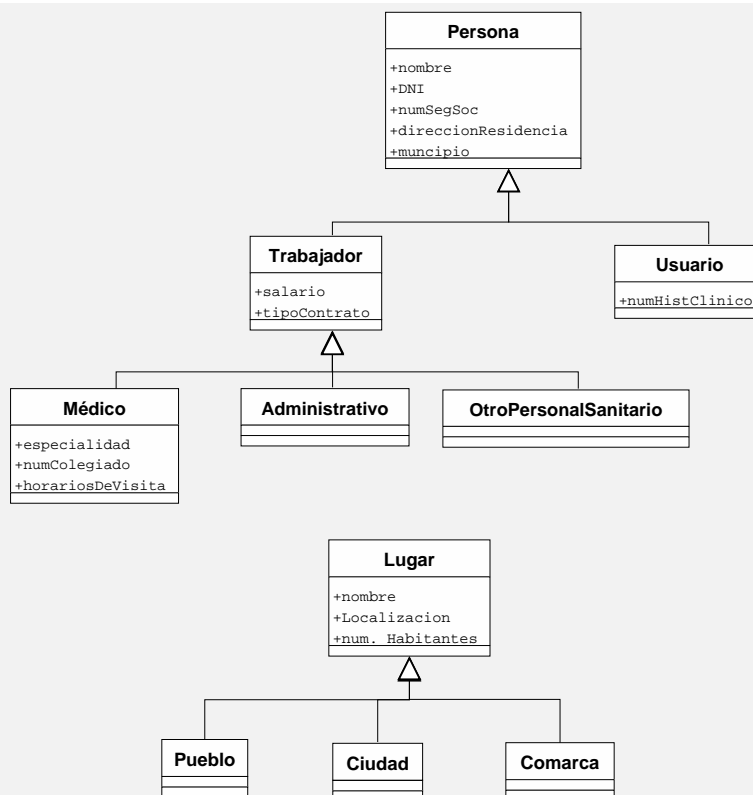 Persona
+nombre
+DNI
+numSegSoc
+direccionResidencia
+muncipio
Trabajador
+salario
+tipoContrato
Usuario
+numHistClinico
Médico
+especialidad
+numColegiado
+horariosDeVisita
Administrativo
OtroPersonalSanitario
Lugar
+nombre
+Localizacion
+num. Habitantes
Pueblo
Ciudad
Comarca